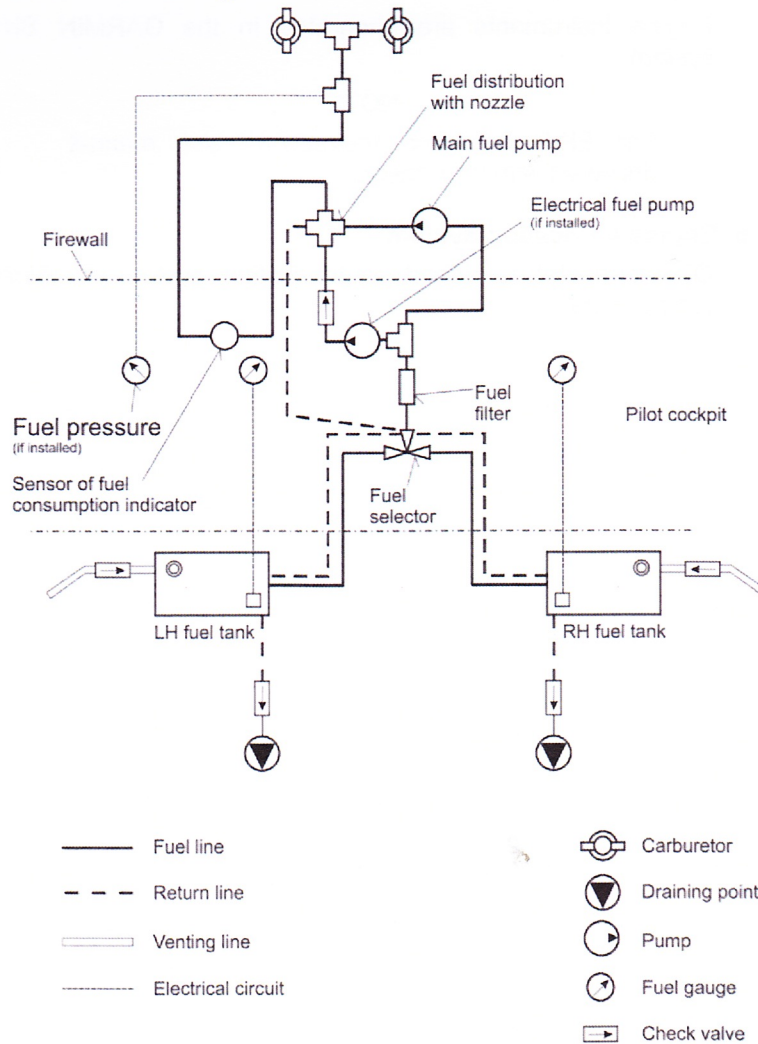 Fuel distribution
with nozzle
Main fuel pump
Electrical fuel pump
(if installed)
Firewall
Fuel
filter
Pilot cockpit
Fuel pressure
(if installed)
Sensor of fuel
consumption indicator
Fuel
selector
LH fuel tank
RH fuel tank
Fuel line
Return line
Venting line
Electrical circuit
Carburetor
Draining point
Pump
Fuel gauge
Check valve